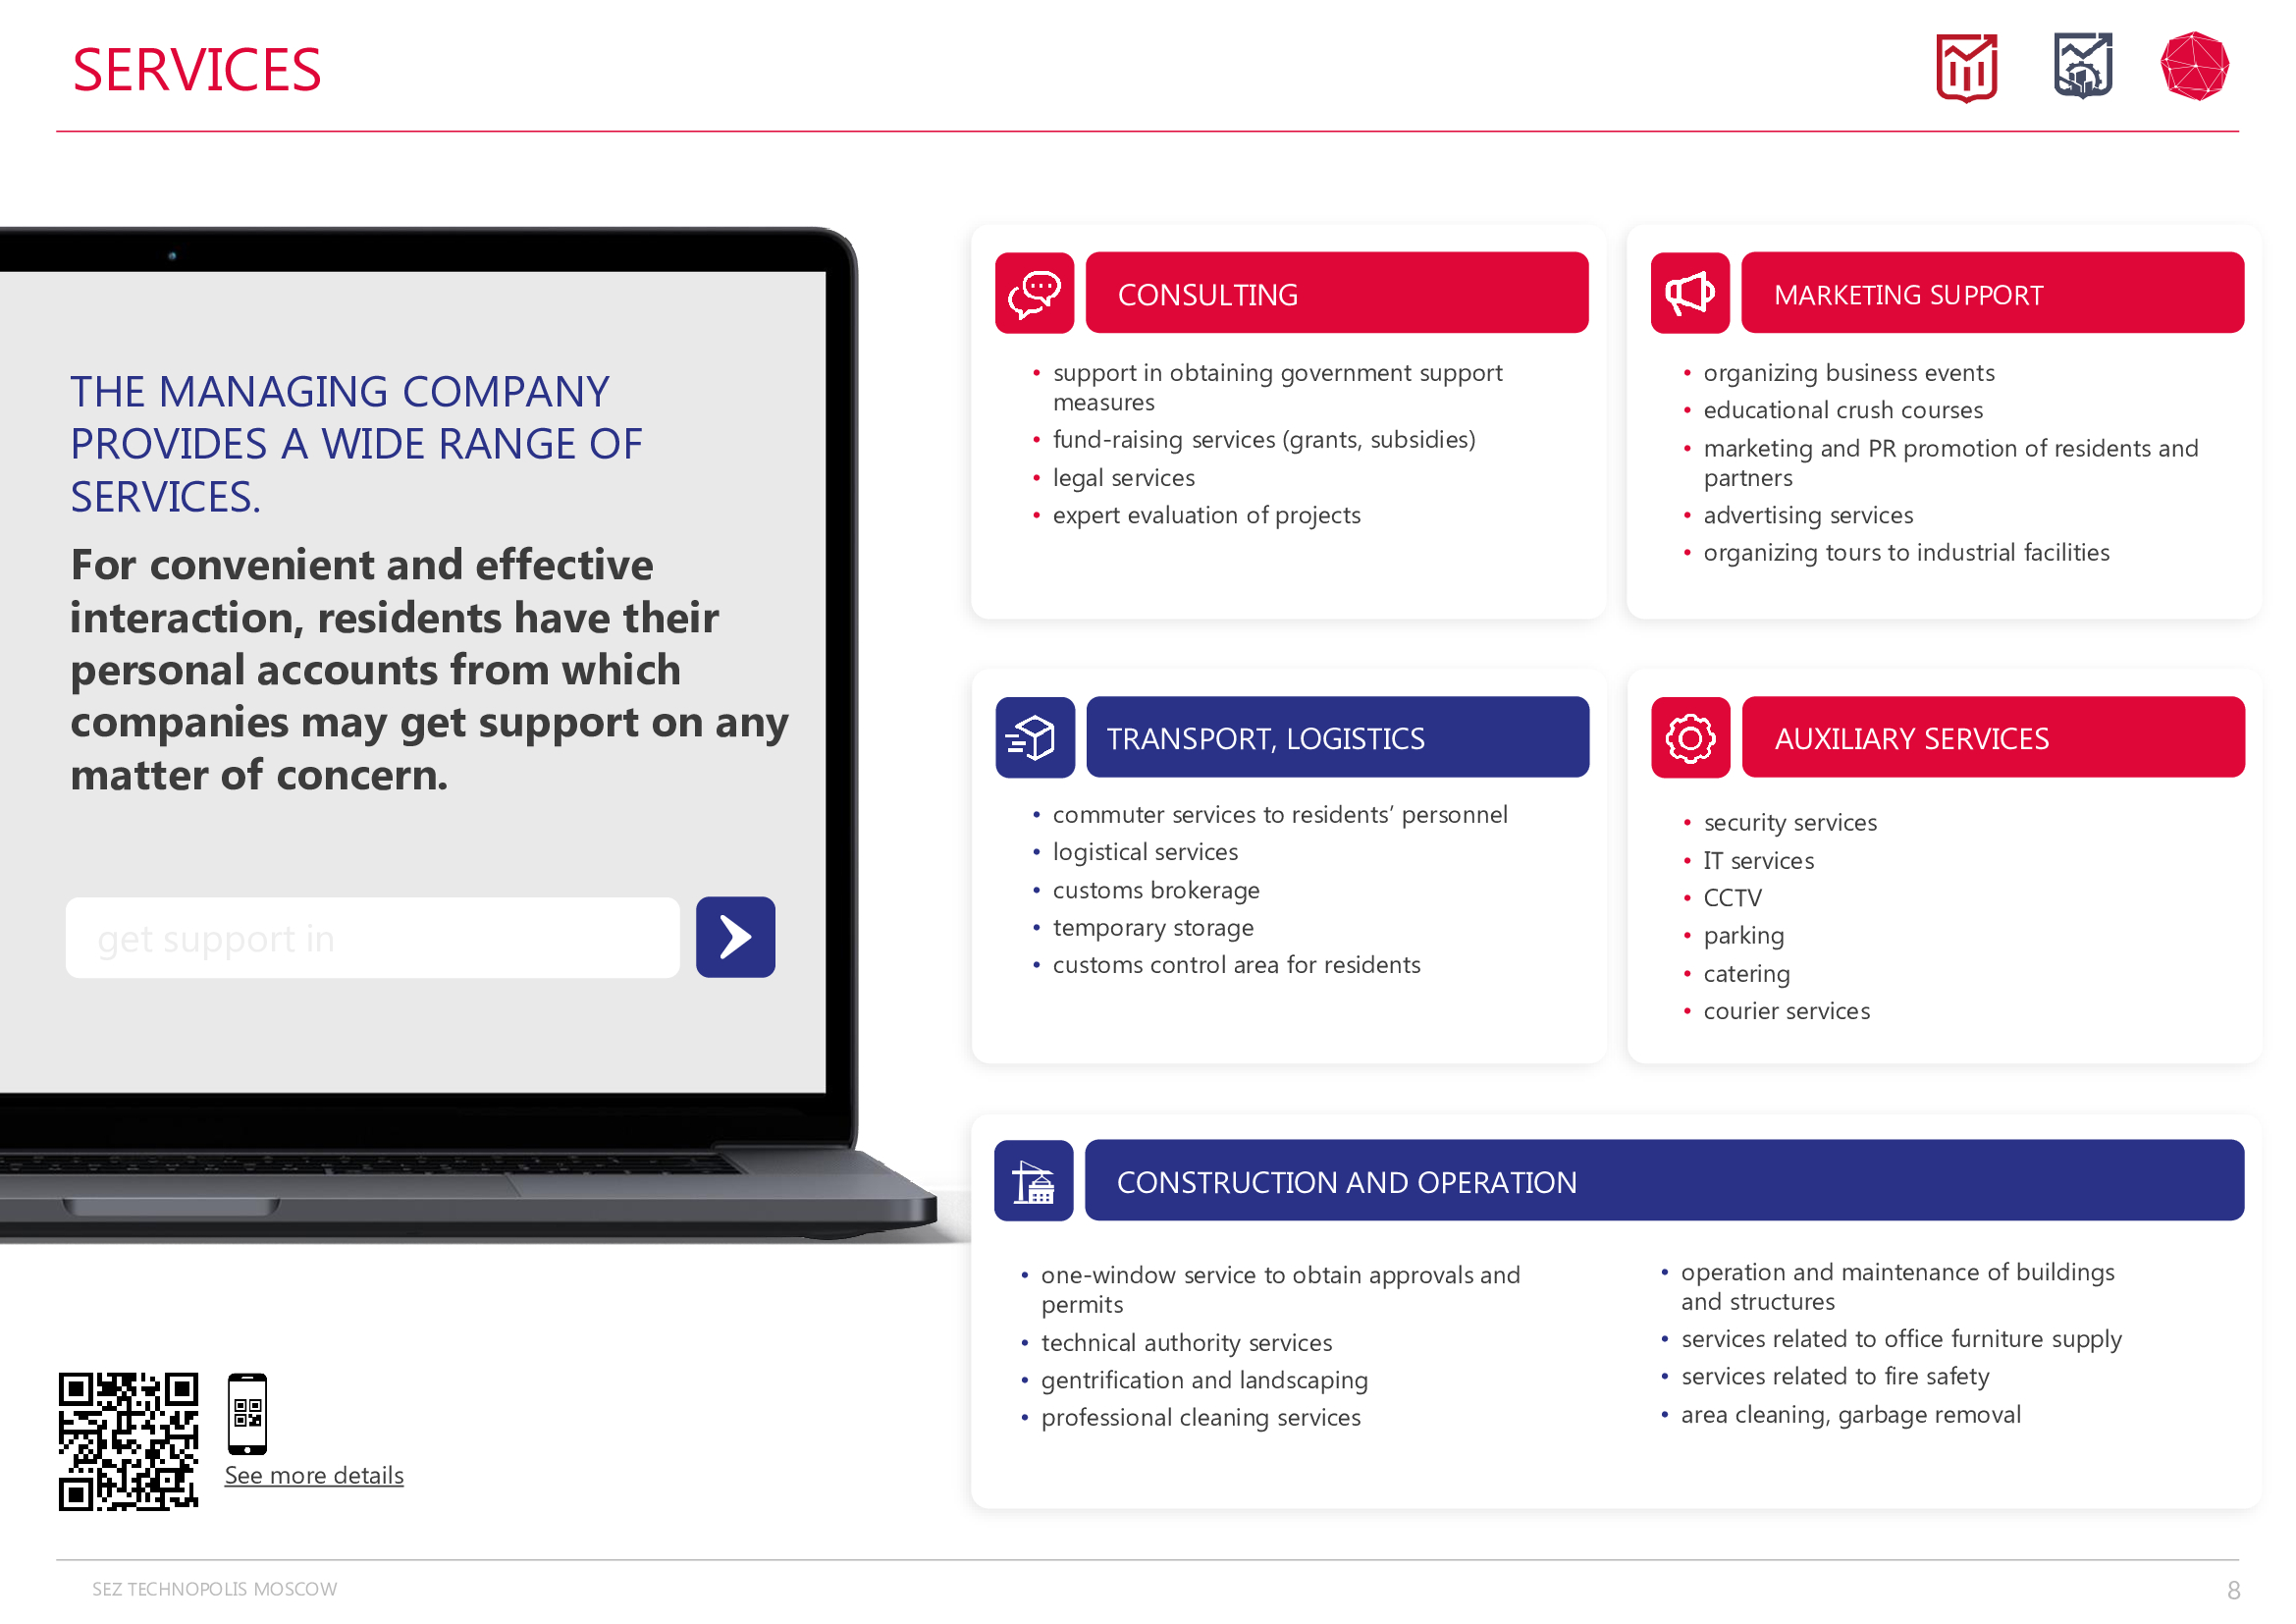 SERVICES
THE MANAGING COMPANY
PROVIDES A WIDE RANGE OF
SERVICES.
For convenient and effective
interaction, residents have their
personal accounts from which
companies may get support on any
matter of concern.
get support in
See more details
CONSULTING
• support in obtaining government support
measures
• fund-raising services (grants, subsidies)
• legal services
• expert evaluation of projects
MARKETING SUPPORT
• organizing business events
• educational crush courses
• marketing and PR promotion of residents and
partners
• advertising services
• organizing tours to industrial facilities
TRANSPORT, LOGISTICS
• commuter services to residents’ personnel
• logistical services
• customs brokerage
• temporary storage
• customs control area for residents
AUXILIARY SERVICES
• security services
• IT services
• CCTV
• parking
• catering
• courier services
CONSTRUCTION AND OPERATION
• one-window service to obtain approvals and
permits
• technical authority services
• gentrification and landscaping
• professional cleaning services
• operation and maintenance of buildings
and structures
• services related to office furniture supply
• services related to fire safety
• area cleaning, garbage removal
SEZ TECHNOPOLIS MOSCOW
8